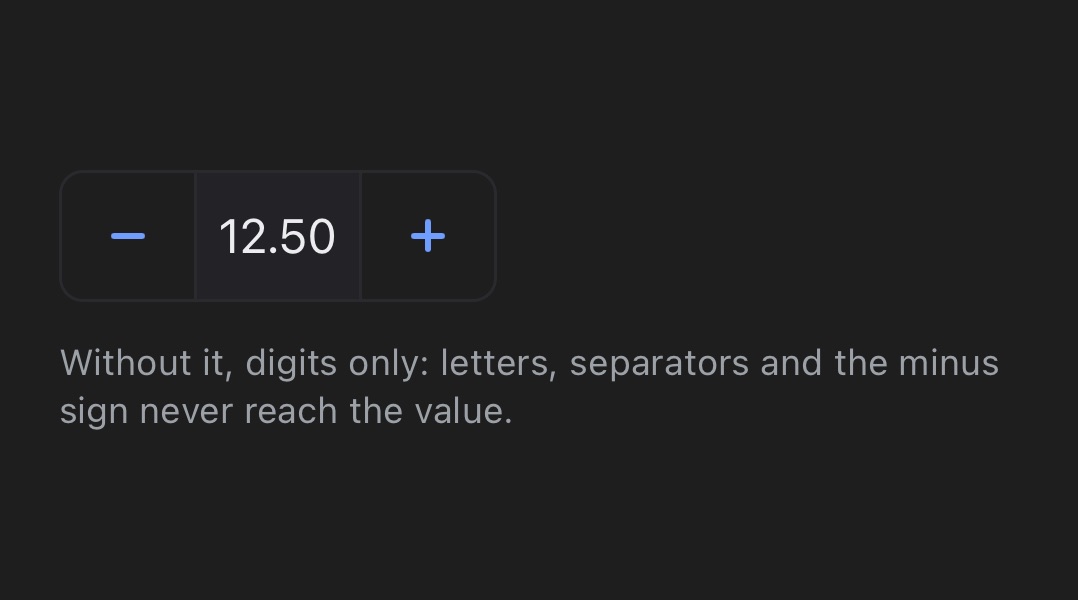 12.50
Without it, digits only: letters, separators and the minus
sign never reach the value.